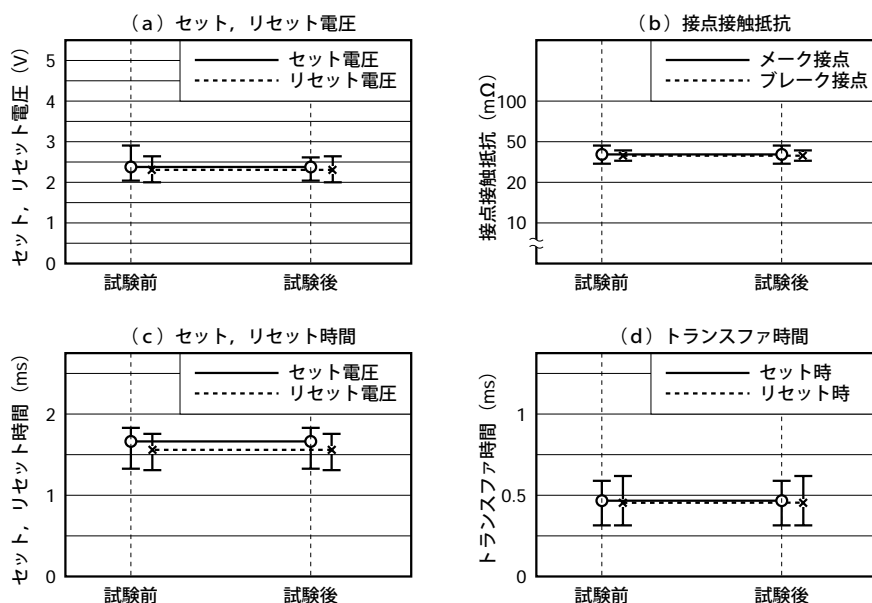 (a)セット,リセット電圧
セット,リセット電圧(V)
5
4
3
2
1
0
セット電圧
リセット電圧
試験前
試験後
(b)接点接触抵抗
接点接触抵抗(mΩ)
100
50
20
10
メーク接点
ブレーク接点
試験前
試験後
(c)セット,リセット時間
セット,リセット時間(ms)
2
1
0
セット電圧
リセット電圧
試験前
試験後
(d)トランスファ時間
トランスファ時間(ms)
1
0.5
0
セット時
リセット時
試験前
試験後